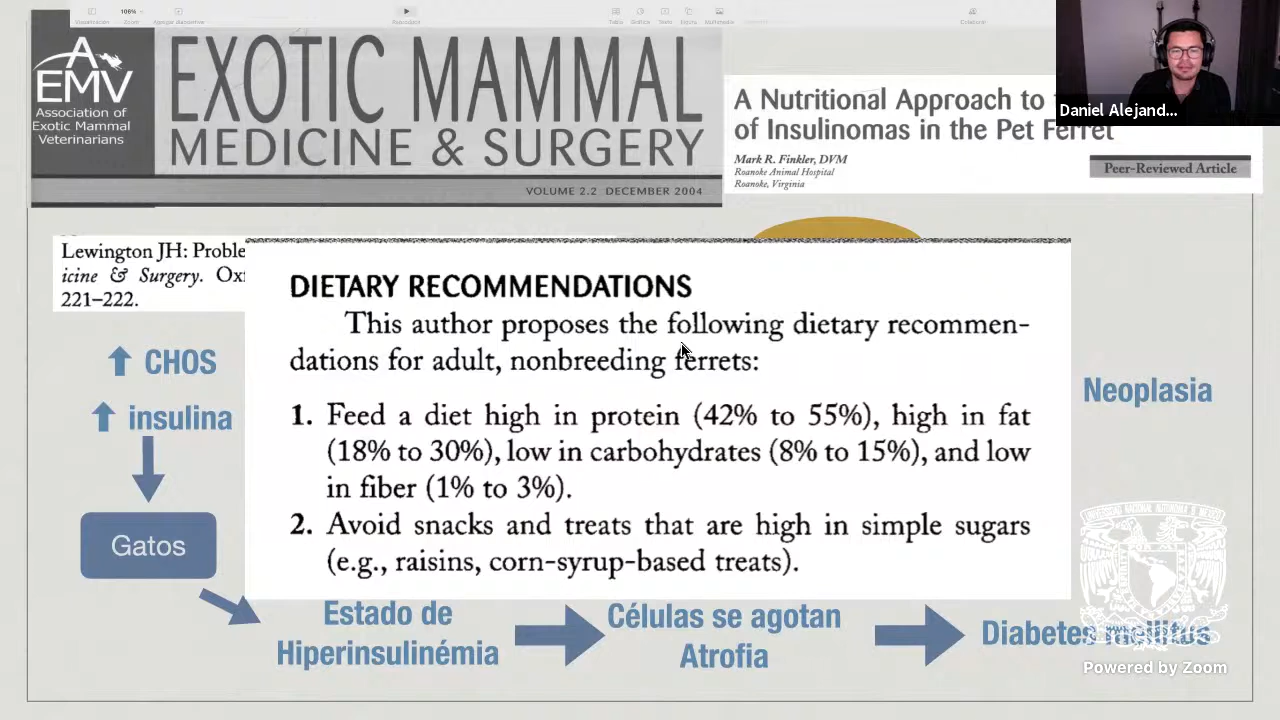 108%
A
EMV
Association of
Exotic Mammal
Veterinarians
EXOTIC MAMMAL
MEDICINE & SURGERY
VOLUME 2.2 DECEMBER 2004
A Nutritional Approach to
of Insulinomas in the Pet Ferret
Mark R. Finkler, DVM
Roanoke Animal Hospital
Roanoke, Virginia
Peer-Reviewed Article
Daniel Alejand...
Lewington JH: Proble
icine & Surgery. Oxf
221–222.
DIETARY RECOMMENDATIONS
This author proposes the following dietary recommen-
dations for adult, nonbreeding ferrets:
1. Feed a diet high in protein (42% to 55%), high in fat
(18% to 30%), low in carbohydrates (8% to 15%), and low
in fiber (1% to 3%).
2. Avoid snacks and treats that are high in simple sugars
(e.g., raisins, corn-syrup-based treats).
CHOS
insulina
Gatos
Neoplasia
Estado de
Hiperinsulinémia
Células se agotan
Atrofia
Diabetes mellitus
Powered by Zoom